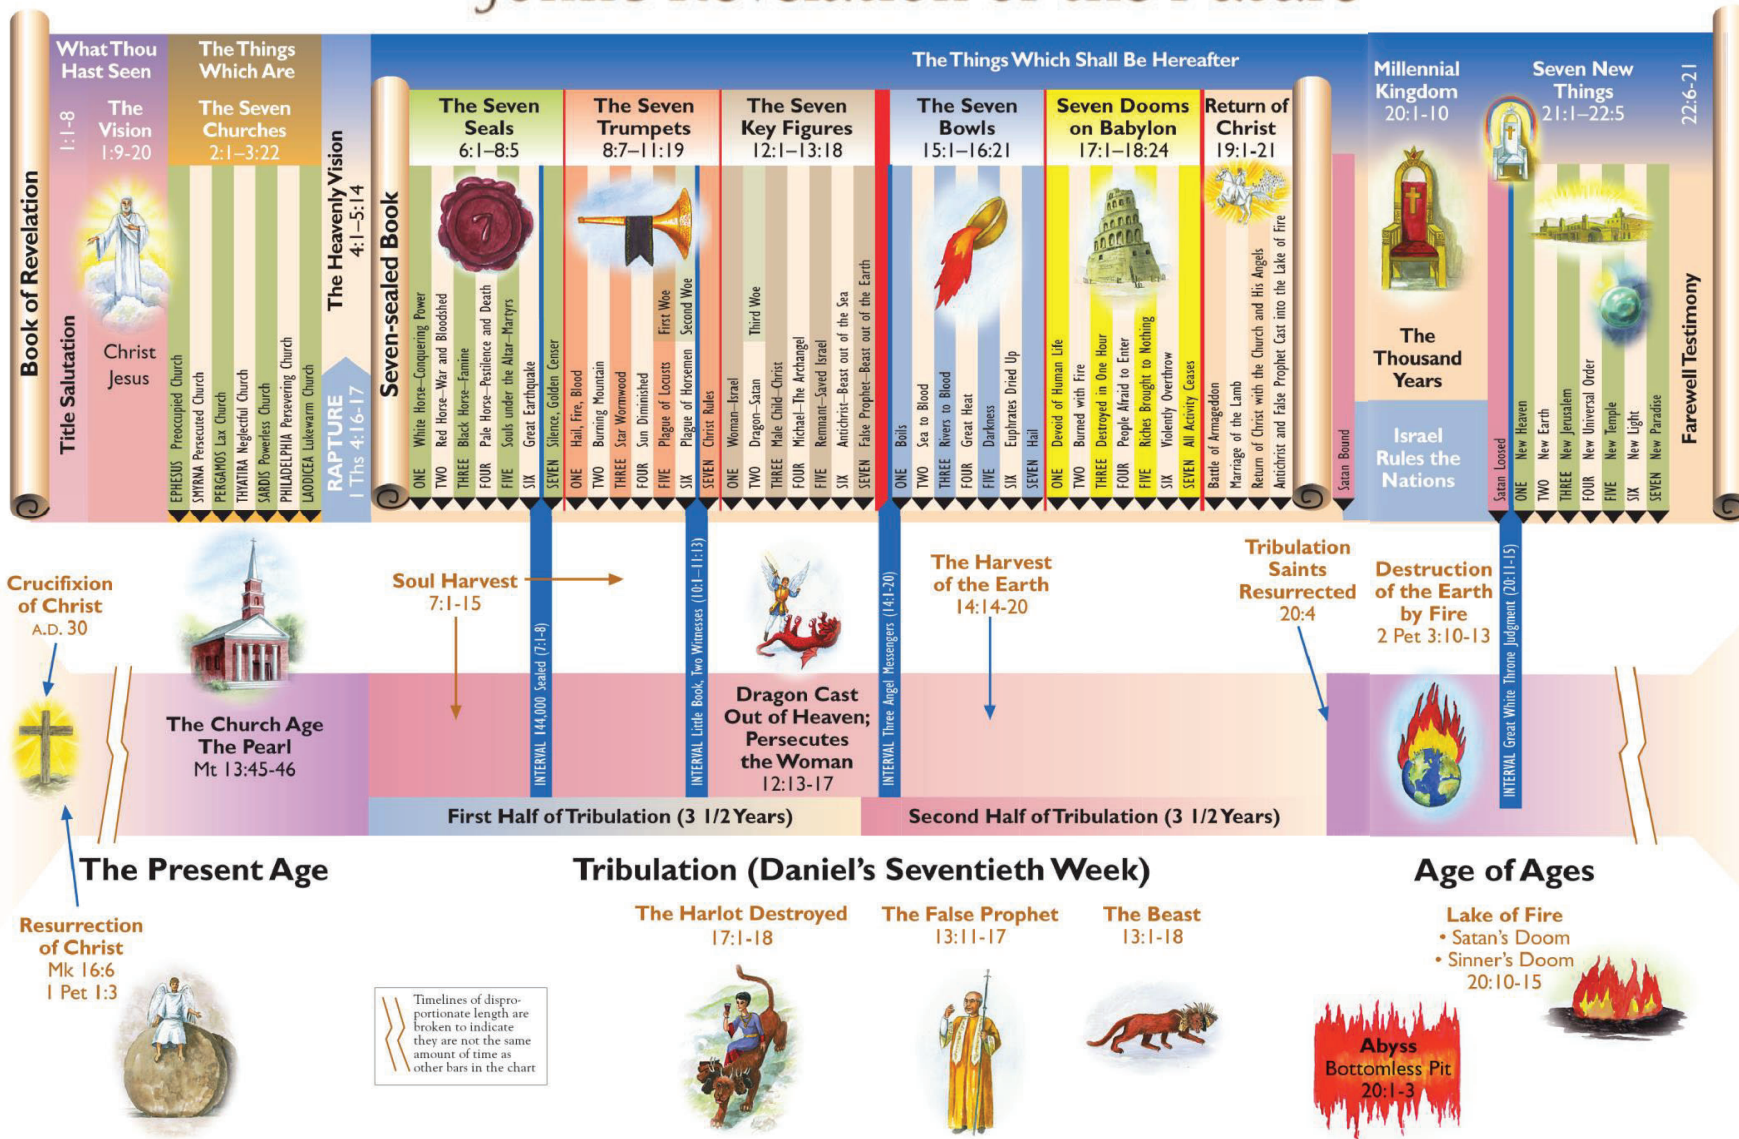 John's Revelation of the Future
Book of Revelation
What Thou
Hast Seen
1:1-8
Title Salutation
The
Vision
1:9-20
Christ
Jesus
The Things
Which Are
The Seven
Churches
2:1–3:22
EPHESUS Preoccupied Church
SMYRNA Persecuted Church
PERGAMOS Lax Church
THYATIRA Neglectful Church
SARDIS Powerless Church
PHILADELPHIA Persevering Church
LAODICEA Lukewarm Church
The Heavenly Vision
4:1–5:14
RAPTURE
1 Ths 4:16-17
The Things Which Shall Be Hereafter
Seven-sealed Book
The Seven
Seals
6:1–8:5
ONE White Horse—Conquering Power
TWO Red Horse—War and Bloodshed
THREE Black Horse—Famine
FOUR Pale Horse—Pestilence and Death
FIVE Souls under the Altar—Martyrs
SIX Great Earthquake
SEVEN Silence, Golden Censer
The Seven
Trumpets
8:7–11:19
ONE Hail, Fire, Blood
TWO Burning Mountain
THREE Star Wormwood
FOUR Sun Diminished
FIVE Plague of Locusts First Woe
SIX Plague of Horsemen Second Woe
SEVEN Christ Rules
The Seven
Key Figures
12:1–13:18
ONE Woman—Israel
TWO Dragon—Satan Third Woe
THREE Male Child—Christ
FOUR Michael—The Archangel
FIVE Remnant—Saved Israel
SIX Antichrist—Beast out of the Sea
SEVEN False Prophet—Beast out of the Earth
The Seven
Bowls
15:1–16:21
ONE Boils
TWO Sea to Blood
THREE Rivers to Blood
FOUR Great Heat
FIVE Darkness
SIX Euphrates Dried Up
SEVEN Hail
Seven Dooms
on Babylon
17:1–18:24
ONE Devoid of Human Life
TWO Burned with Fire
THREE Destroyed in One Hour
FOUR People Afraid to Enter
FIVE Riches Brought to Nothing
SIX Violently Overthrow
SEVEN All Activity Ceases
Return of
Christ
19:1-21
Battle of Armageddon
Marriage of the Lamb
Return of Christ with the Church and His Angels
Antichrist and False Prophet Cast into the Lake of Fire
Satan Bound
Millennial
Kingdom
20:1-10
The
Thousand
Years
Israel
Rules the
Nations
Satan Loosed
Seven New
Things
21:1–22:5
ONE New Heaven
TWO New Earth
THREE New Jerusalem
FOUR New Universal Order
FIVE New Temple
SIX New Light
SEVEN New Paradise
22:6-21
Farewell Testimony
Crucifixion
of Christ
A.D. 30
Soul Harvest
7:1-15
INTERVAL 144,000 Sealed (7:1-8)
INTERVAL Little Book, Two Witnesses (10:1–11:13)
INTERVAL Three Angel Messengers (14:1-20)
The Harvest
of the Earth
14:14-20
Tribulation
Saints
Resurrected
20:4
Destruction
of the Earth
by Fire
2 Pet 3:10-13
INTERVAL Great White Throne Judgment (20:11-15)
The Church Age
The Pearl
Mt 13:45-46
Dragon Cast
Out of Heaven;
Persecutes
the Woman
12:13-17
First Half of Tribulation (3 1/2 Years)
Second Half of Tribulation (3 1/2 Years)
The Present Age
Tribulation (Daniel's Seventieth Week)
Age of Ages
Resurrection
of Christ
Mk 16:6
1 Pet 1:3
Timelines of dispro-
portionate length are
broken to indicate
they are not the same
amount of time as
other bars in the chart
The Harlot Destroyed
17:1-18
The False Prophet
13:11-17
The Beast
13:1-18
Lake of Fire
• Satan's Doom
• Sinner's Doom
20:10-15
Abyss
Bottomless Pit
20:1-3